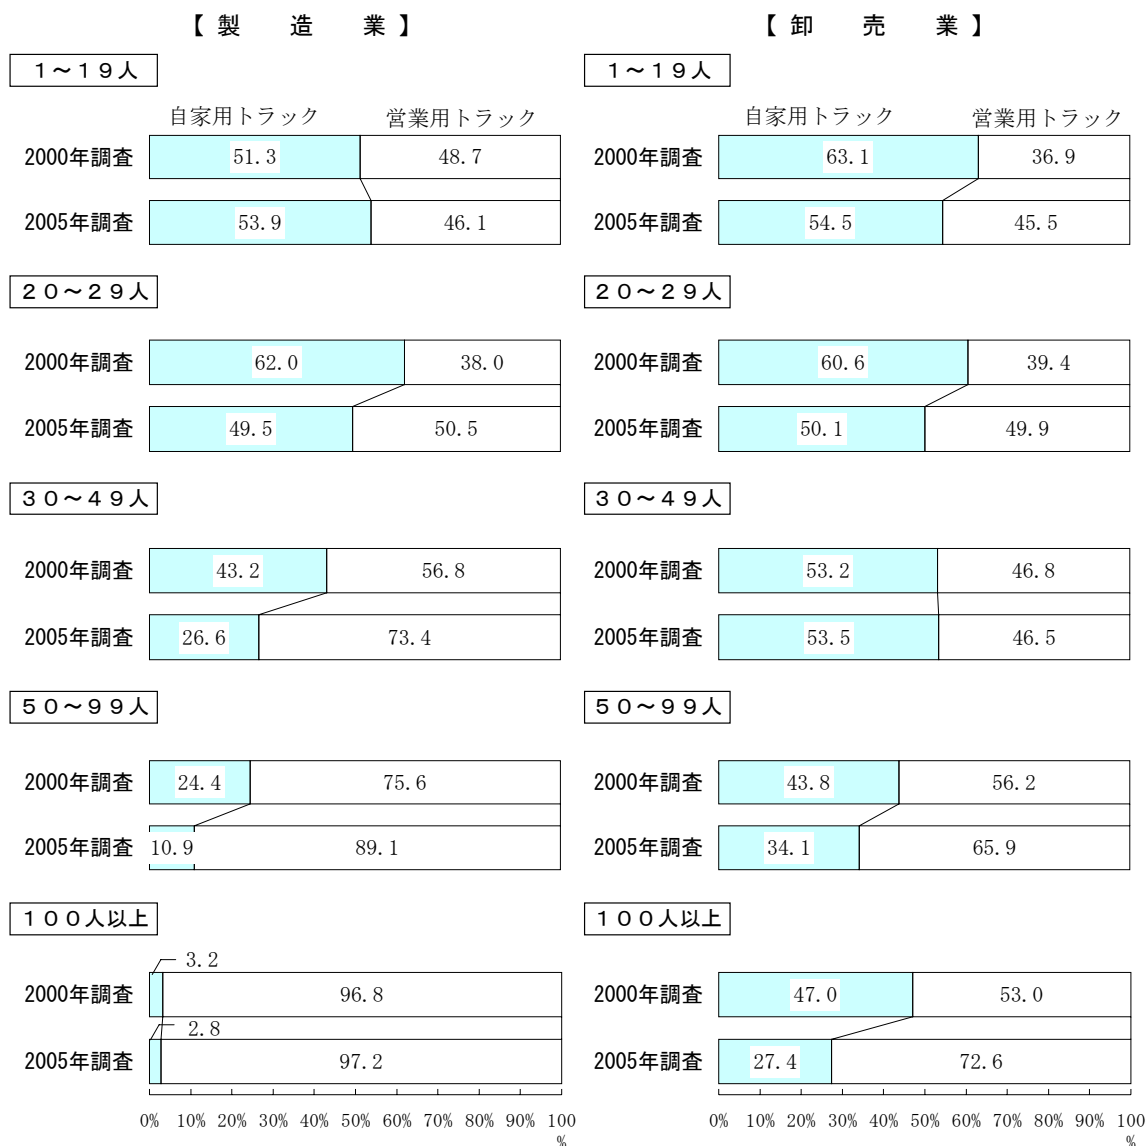 【 製　造　業 】
１～１９人
自家用トラック 営業用トラック
2000年調査 51.3 48.7
2005年調査 53.9 46.1
２０～２９人
2000年調査 62.0 38.0
2005年調査 49.5 50.5
３０～４９人
2000年調査 43.2 56.8
2005年調査 26.6 73.4
５０～９９人
2000年調査 24.4 75.6
2005年調査 10.9 89.1
１００人以上
3.2
2000年調査 96.8
2.8
2005年調査 97.2
0% 10% 20% 30% 40% 50% 60% 70% 80% 90% 100
%
【 卸　売　業 】
１～１９人
自家用トラック 営業用トラック
2000年調査 63.1 36.9
2005年調査 54.5 45.5
２０～２９人
2000年調査 60.6 39.4
2005年調査 50.1 49.9
３０～４９人
2000年調査 53.2 46.8
2005年調査 53.5 46.5
５０～９９人
2000年調査 43.8 56.2
2005年調査 34.1 65.9
１００人以上
2000年調査 47.0 53.0
2005年調査 27.4 72.6
0% 10% 20% 30% 40% 50% 60% 70% 80% 90% 100
%